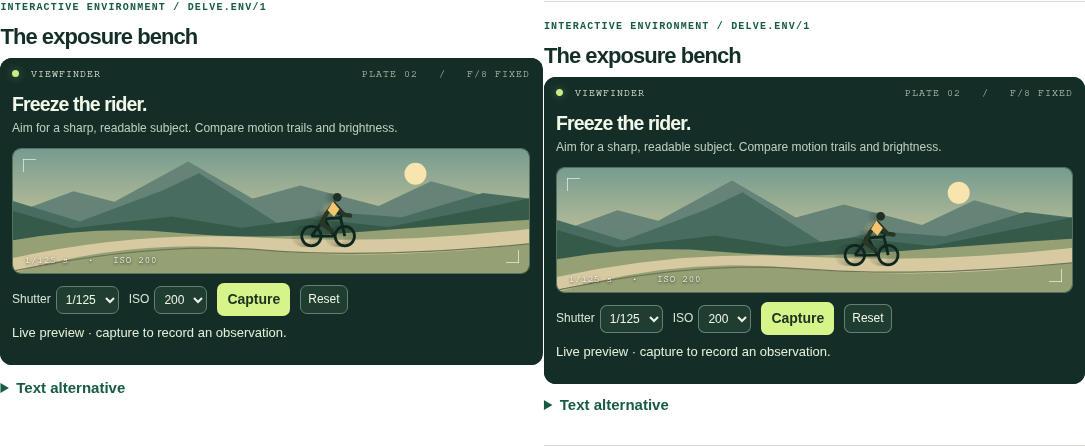 INTERACTIVE ENVIRONMENT / DELVE.ENV/1
The exposure bench
VIEWFINDER
PLATE 02 / F/8 FIXED
Freeze the rider.
Aim for a sharp, readable subject. Compare motion trails and brightness.
1/125 s · ISO 200
Shutter 1/125 ISO 200 Capture Reset
Live preview · capture to record an observation.
Text alternative
INTERACTIVE ENVIRONMENT / DELVE.ENV/1
The exposure bench
VIEWFINDER
PLATE 02 / F/8 FIXED
Freeze the rider.
Aim for a sharp, readable subject. Compare motion trails and brightness.
1/125 s · ISO 200
Shutter 1/125 ISO 200 Capture Reset
Live preview · capture to record an observation.
Text alternative